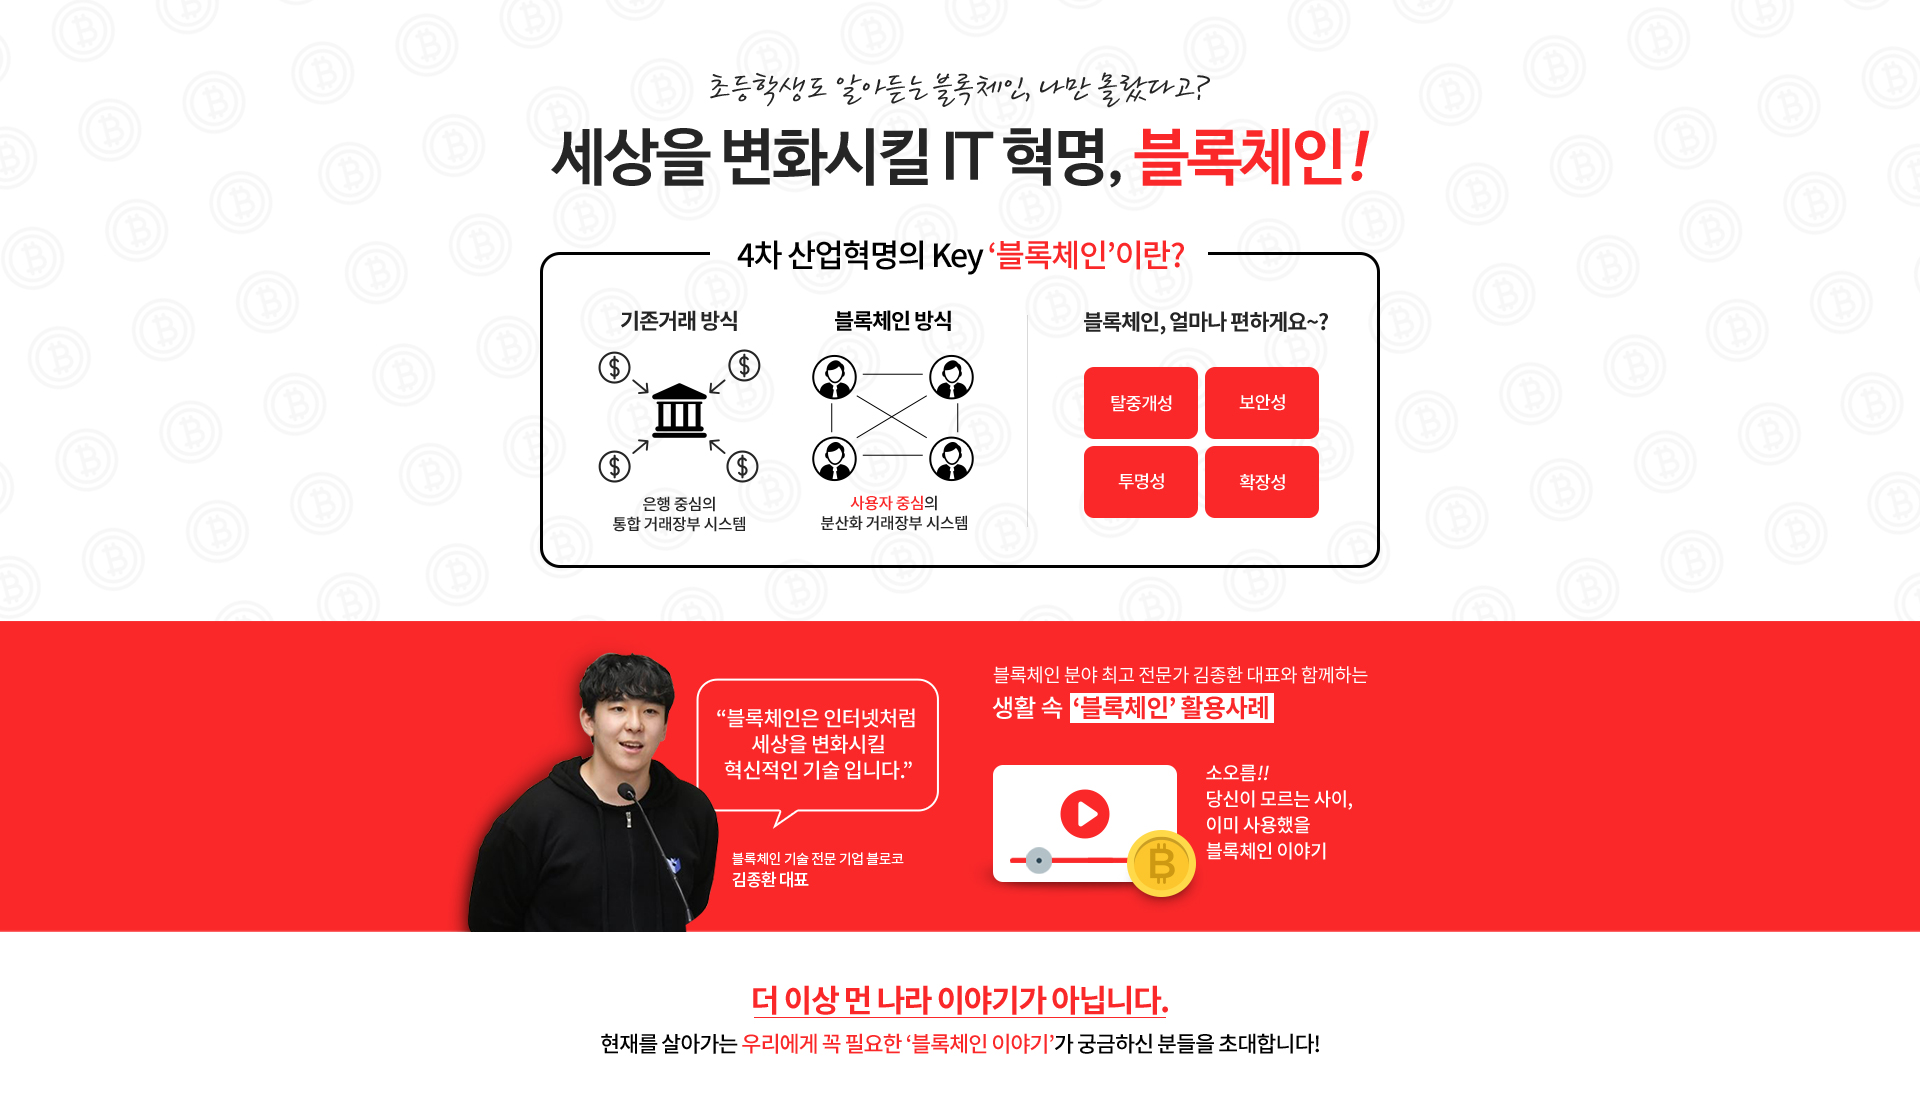 초등학생도 알아듣는 블록체인, 나만 몰랐다고?
세상을 변화시킬 IT 혁명, 블록체인!
4차 산업혁명의 Key ‘블록체인’이란?
기존거래 방식
은행 중심의
통합 거래장부 시스템
블록체인 방식
사용자 중심의
분산화 거래장부 시스템
블록체인, 얼마나 편하게요~?
탈중개성
보안성
투명성
확장성
“블록체인은 인터넷처럼
세상을 변화시킬
혁신적인 기술 입니다.”
블록체인 기술 전문 기업 블로코
김종환 대표
블록체인 분야 최고 전문가 김종환 대표와 함께하는
생활 속 ‘블록체인’ 활용사례
소오름!!
당신이 모르는 사이,
이미 사용했을
블록체인 이야기
더 이상 먼 나라 이야기가 아닙니다.
현재를 살아가는 우리에게 꼭 필요한 ‘블록체인 이야기’가 궁금하신 분들을 초대합니다!